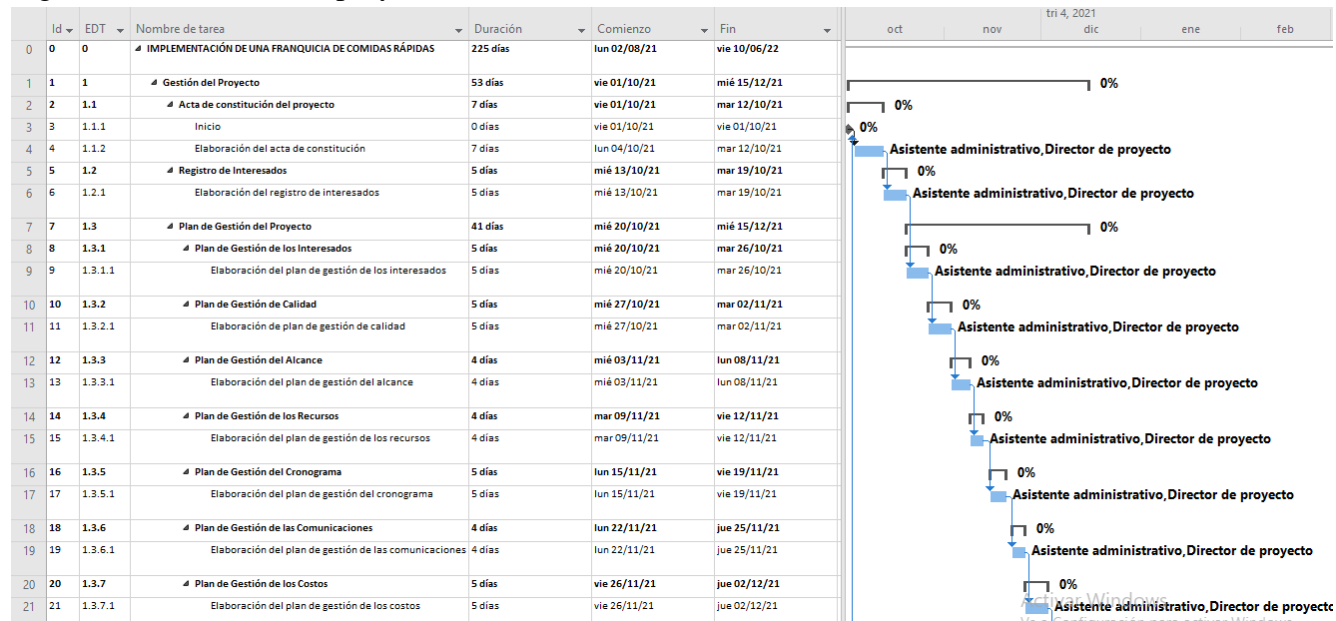 tri 4, 2021
Id EDT Nombre de tarea Duración Comienzo Fin oct nov dic ene feb
0 0 0 IMPLEMENTACIÓN DE UNA FRANQUICIA DE COMIDAS RÁPIDAS 225 días lun 02/08/21 vie 10/06/22
1 1 1 Gestión del Proyecto 53 días vie 01/10/21 mié 15/12/21 0%
2 2 1.1 Acta de constitución del proyecto 7 días vie 01/10/21 mar 12/10/21 0%
3 3 1.1.1 Inicio 0 días vie 01/10/21 vie 01/10/21 0%
4 4 1.1.2 Elaboración del acta de constitución 7 días lun 04/10/21 mar 12/10/21 Asistente administrativo,Director de proyecto
5 5 1.2 Registro de Interesados 5 días mié 13/10/21 mar 19/10/21 0%
6 6 1.2.1 Elaboración del registro de interesados 5 días mié 13/10/21 mar 19/10/21 Asistente administrativo,Director de proyecto
7 7 1.3 Plan de Gestión del Proyecto 41 días mié 20/10/21 mié 15/12/21 0%
8 8 1.3.1 Plan de Gestión de los Interesados 5 días mié 20/10/21 mar 26/10/21 0%
9 9 1.3.1.1 Elaboración del plan de gestión de los interesados 5 días mié 20/10/21 mar 26/10/21 Asistente administrativo,Director de proyecto
10 10 1.3.2 Plan de Gestión de Calidad 5 días mié 27/10/21 mar 02/11/21 0%
11 11 1.3.2.1 Elaboración de plan de gestión de calidad 5 días mié 27/10/21 mar 02/11/21 Asistente administrativo,Director de proyecto
12 12 1.3.3 Plan de Gestión del Alcance 4 días mié 03/11/21 lun 08/11/21 0%
13 13 1.3.3.1 Elaboración del plan de gestión del alcance 4 días mié 03/11/21 lun 08/11/21 Asistente administrativo,Director de proyecto
14 14 1.3.4 Plan de Gestión de los Recursos 4 días mar 09/11/21 vie 12/11/21 0%
15 15 1.3.4.1 Elaboración del plan de gestión de los recursos 4 días mar 09/11/21 vie 12/11/21 Asistente administrativo,Director de proyecto
16 16 1.3.5 Plan de Gestión del Cronograma 5 días lun 15/11/21 vie 19/11/21 0%
17 17 1.3.5.1 Elaboración del plan de gestión del cronograma 5 días lun 15/11/21 vie 19/11/21 Asistente administrativo,Director de proyecto
18 18 1.3.6 Plan de Gestión de las Comunicaciones 4 días lun 22/11/21 jue 25/11/21 0%
19 19 1.3.6.1 Elaboración del plan de gestión de las comunicaciones 4 días lun 22/11/21 jue 25/11/21 Asistente administrativo,Director de proyecto
20 20 1.3.7 Plan de Gestión de los Costos 5 días vie 26/11/21 jue 02/12/21 0%
Activar Windows
21 21 1.3.7.1 Elaboración del plan de gestión de los costos 5 días vie 26/11/21 jue 02/12/21 Asistente administrativo,Director de proyecto